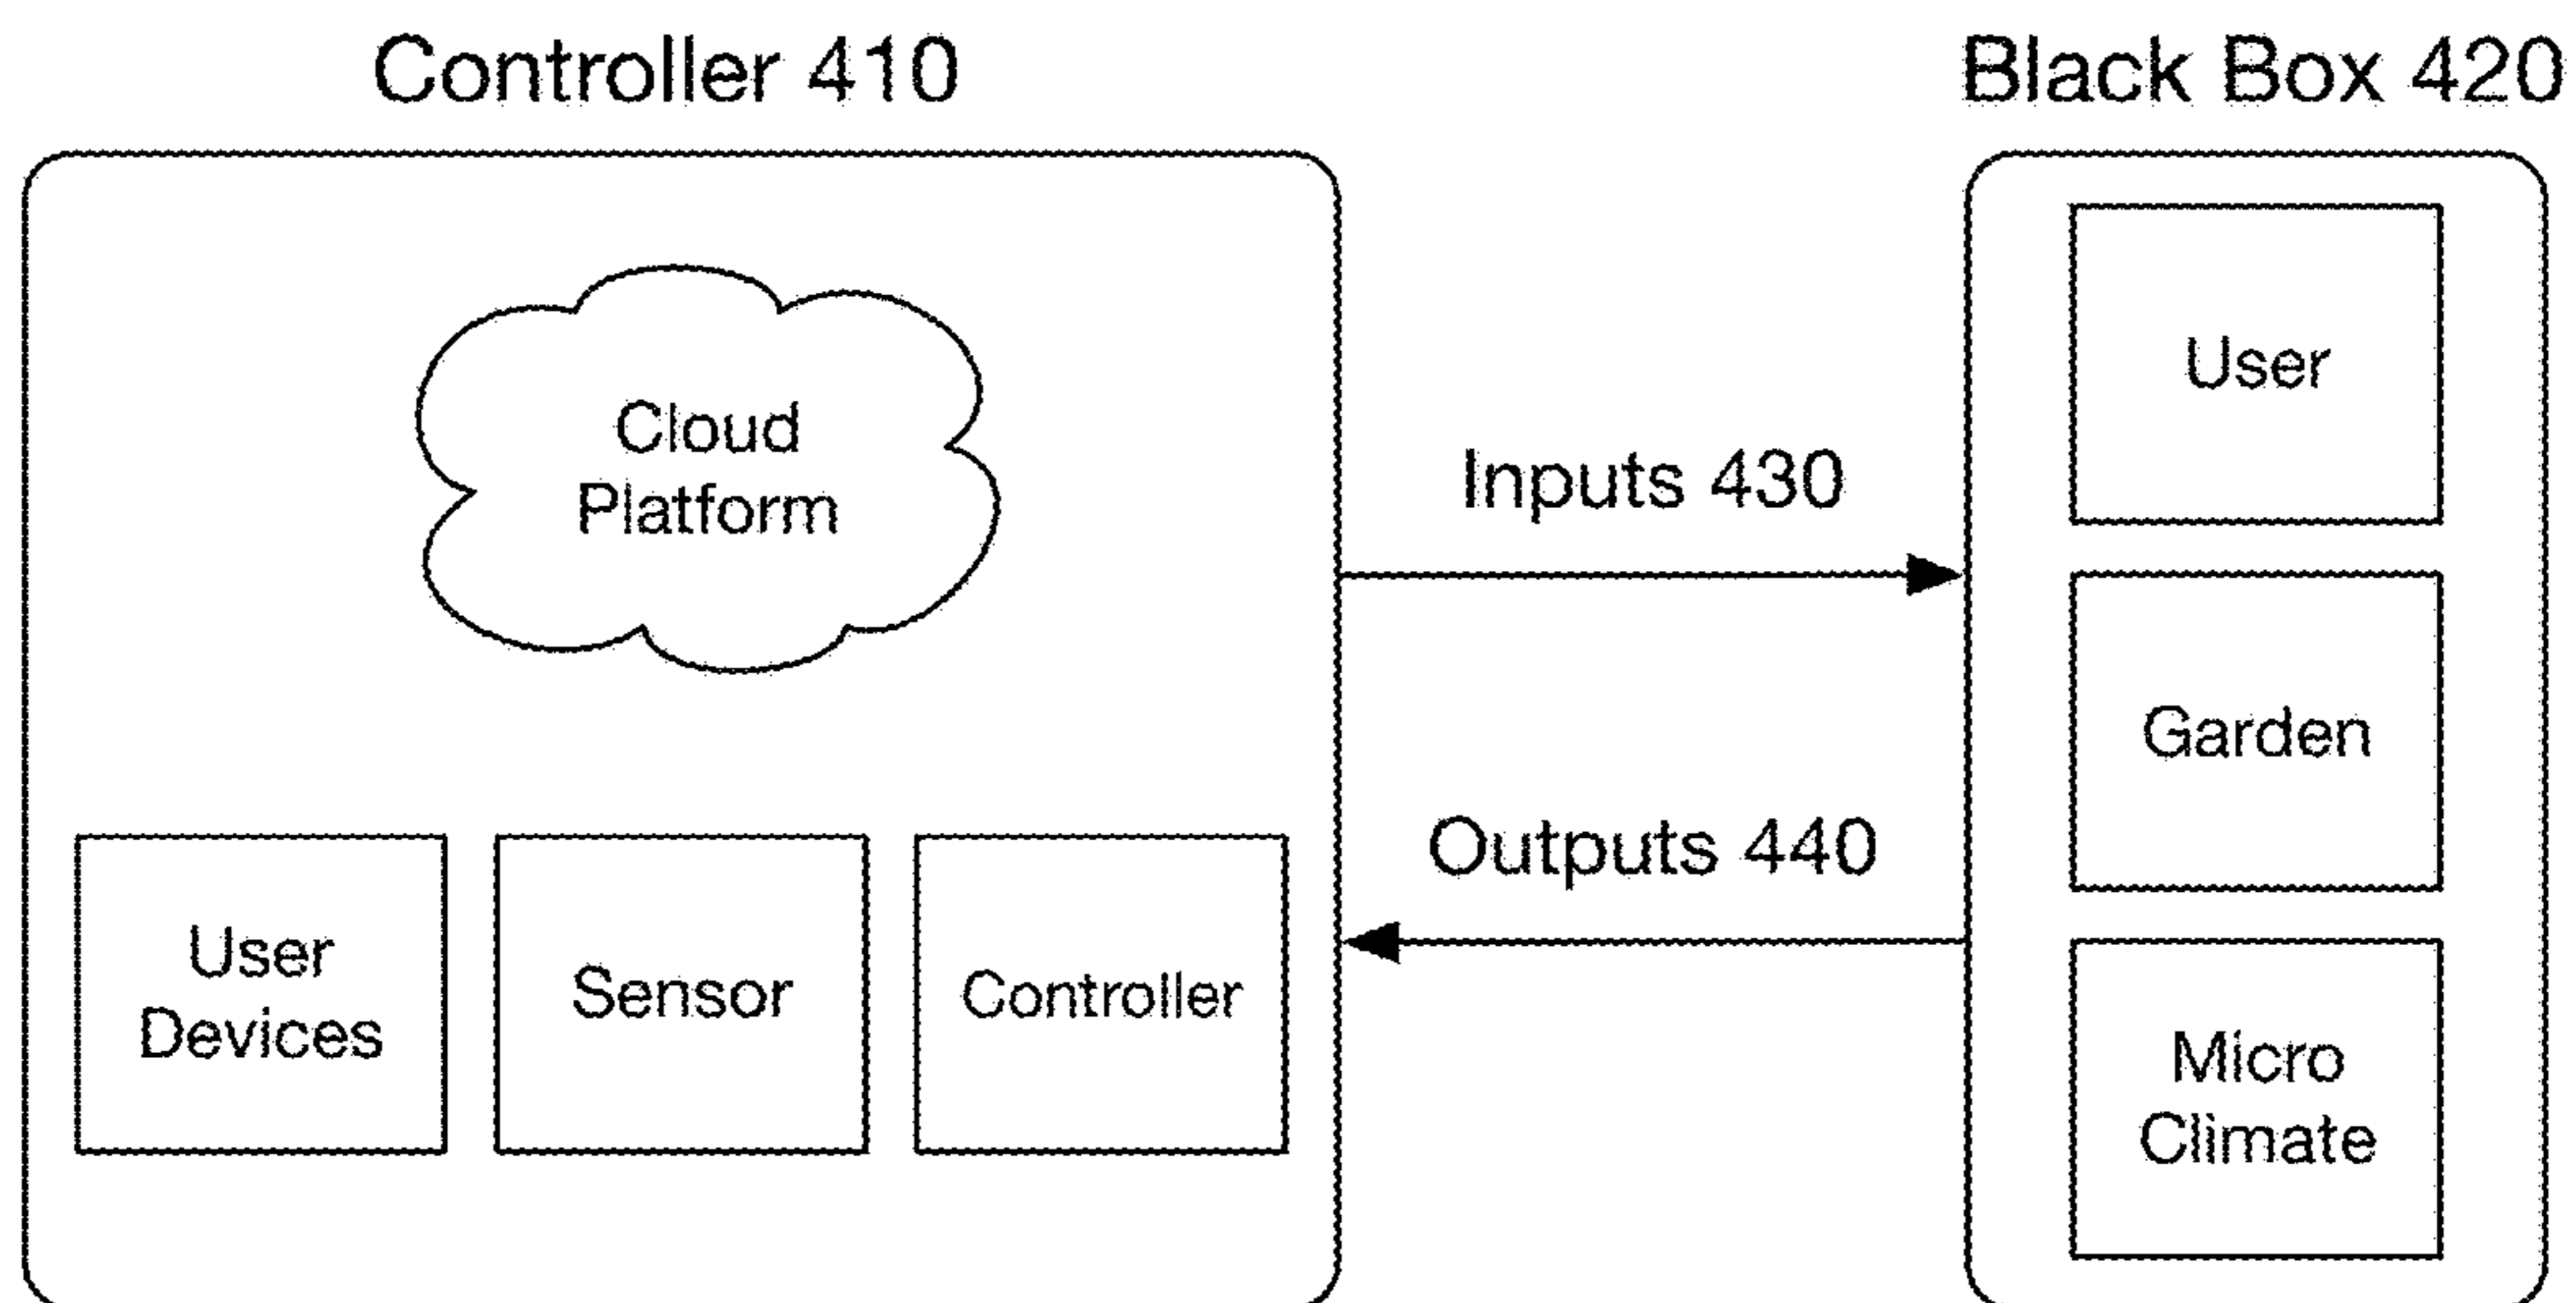 Controller 410
Black Box 420
Cloud
Platform
User
Devices
Sensor
Controller
Inputs 430
Outputs 440
User
Garden
Micro
Climate